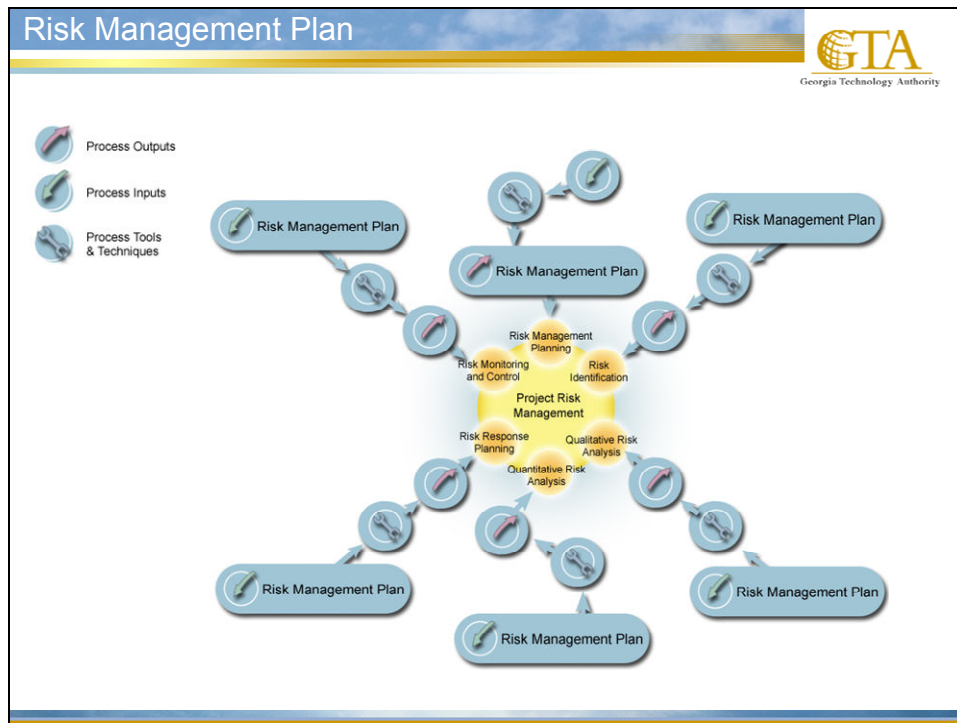 Risk Management Plan
GTA
Georgia Technology Authority
Process Outputs
Process Inputs
Process Tools
& Techniques
Risk Management Plan
Risk Management Plan
Risk Management Plan
Risk Management
Planning
Risk Monitoring
and Control
Risk
Identification
Project Risk
Management
Risk Response
Planning
Qualitative Risk
Analysis
Quantitative Risk
Analysis
Risk Management Plan
Risk Management Plan
Risk Management Plan